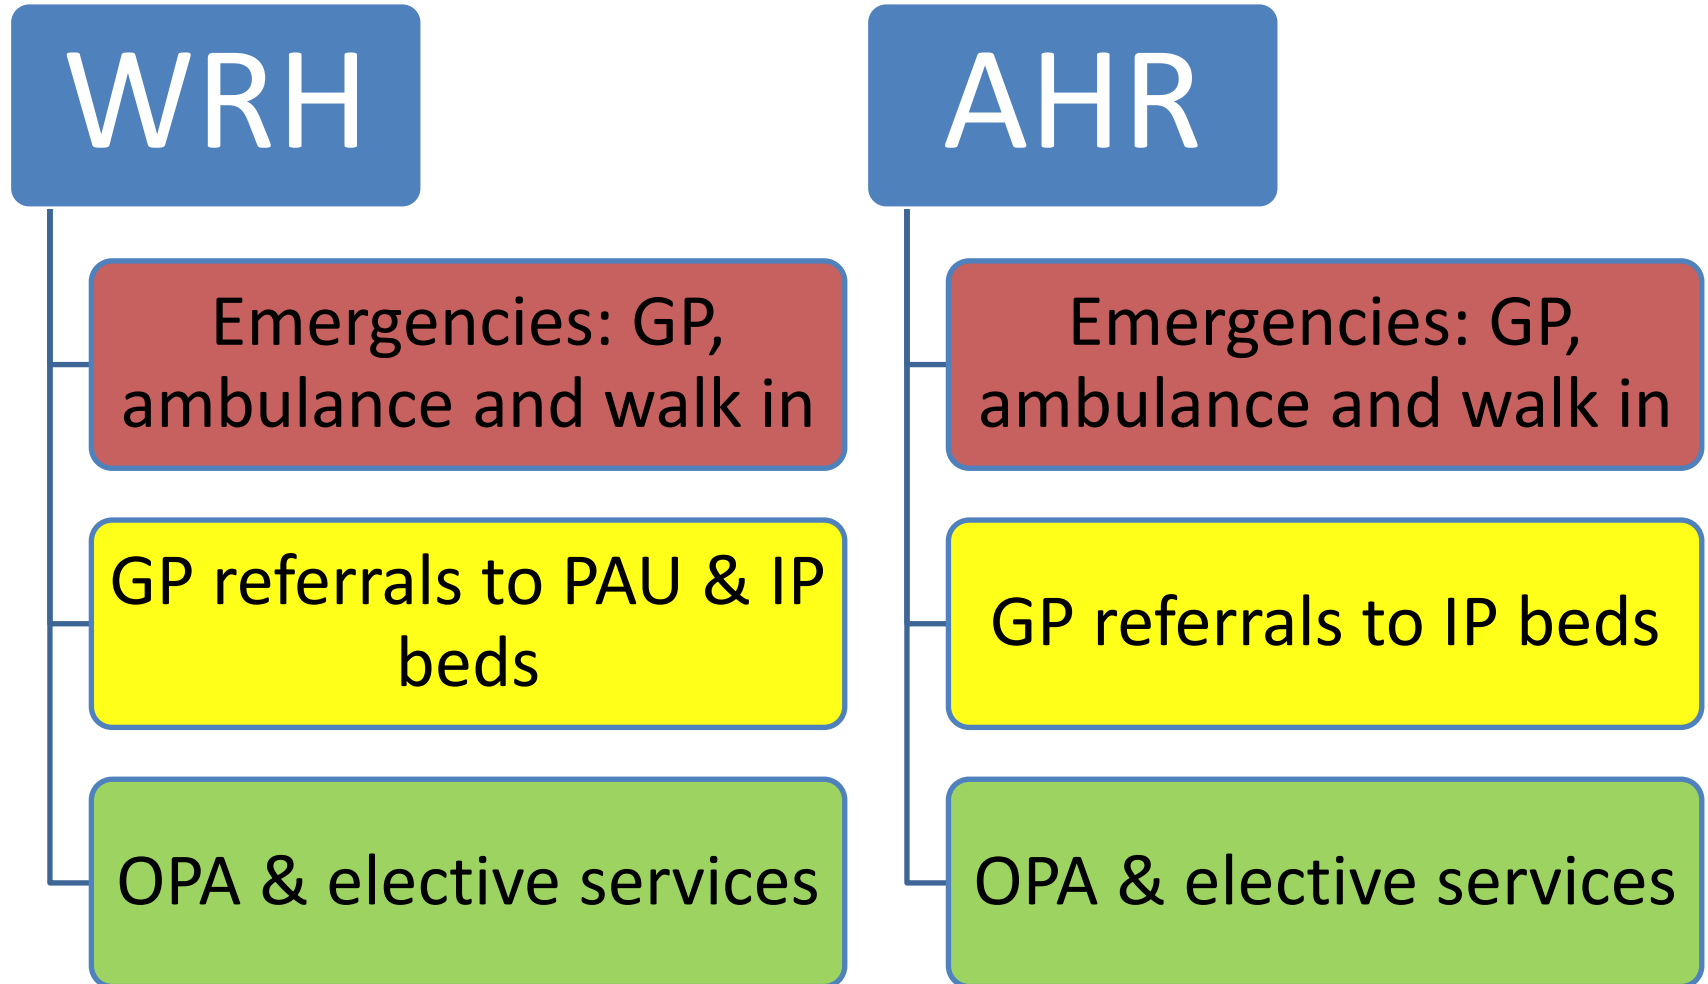 WRH
Emergencies: GP,
ambulance and walk in
GP referrals to PAU & IP
beds
OPA & elective services
AHR
Emergencies: GP,
ambulance and walk in
GP referrals to IP beds
OPA & elective services